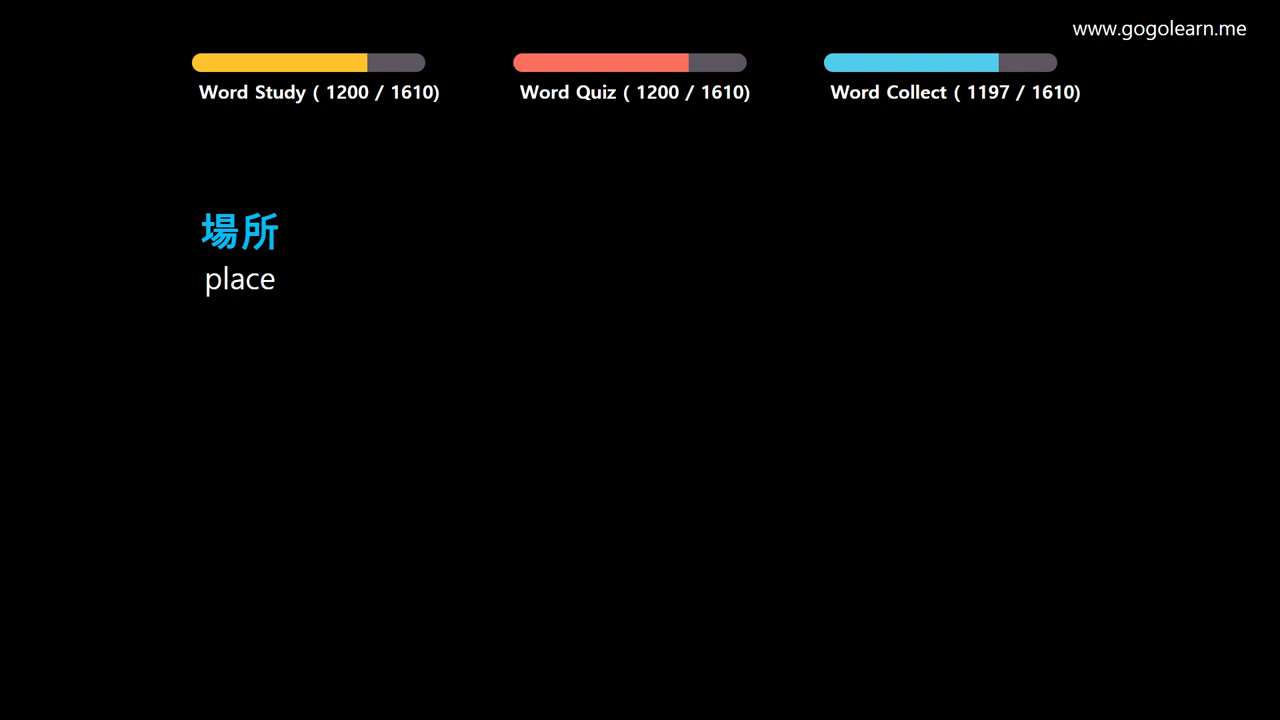 www.gogolearn.me
Word Study ( 1200 / 1610)
Word Quiz ( 1200 / 1610)
Word Collect ( 1197 / 1610)
場所
place